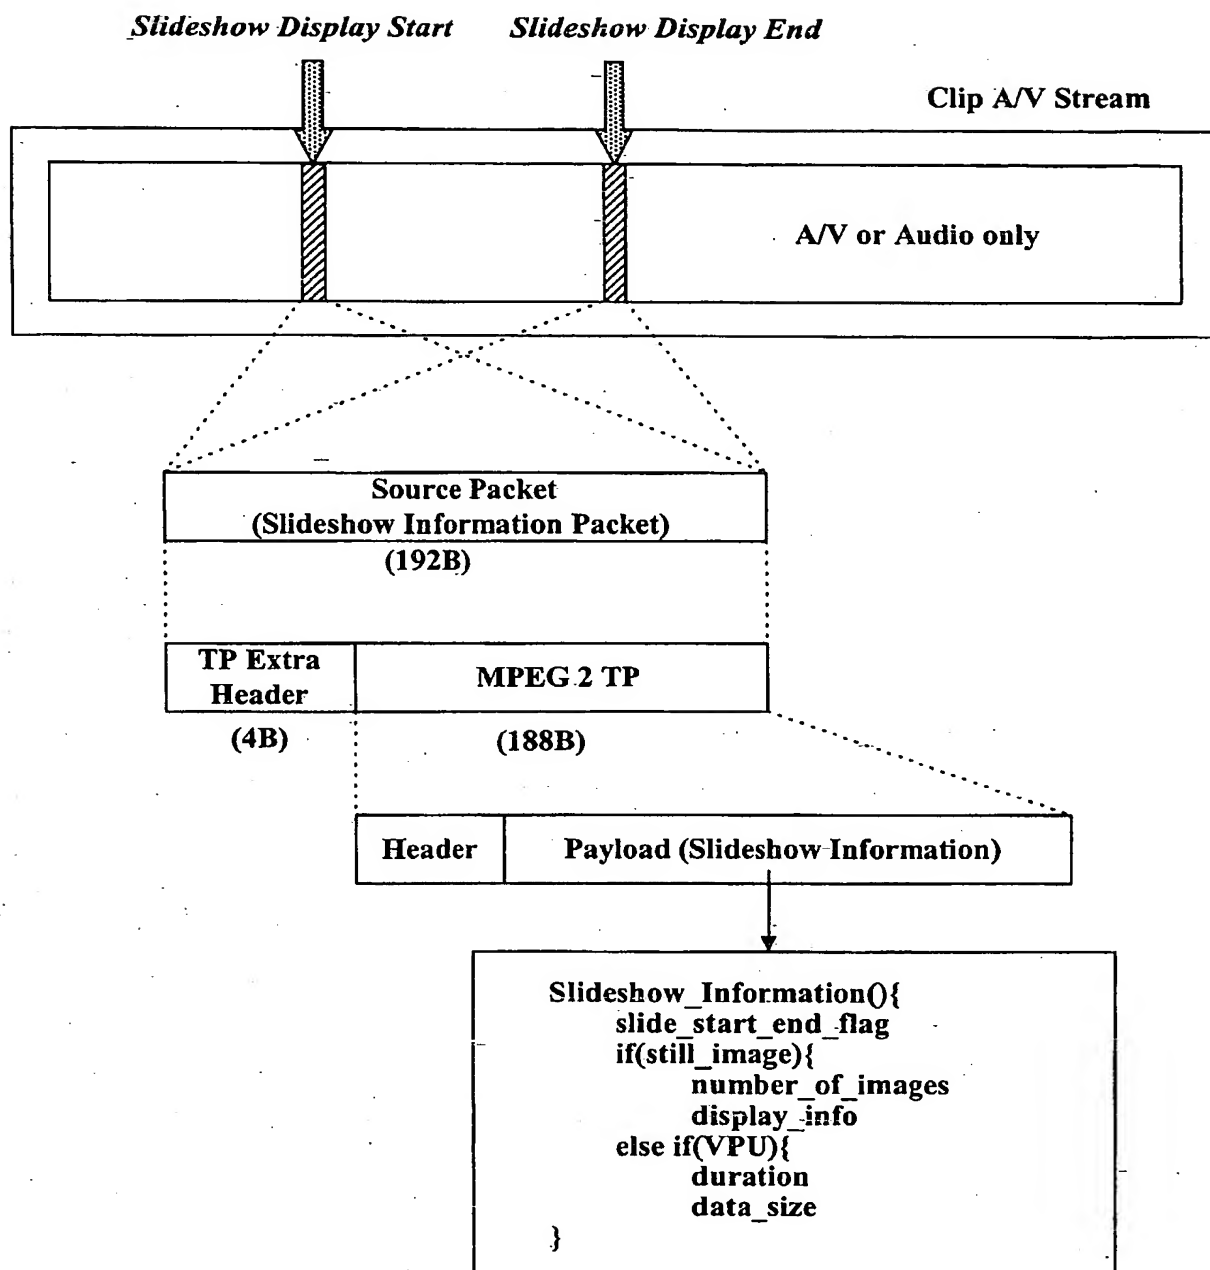 Slideshow Display Start
Slideshow Display End
Clip A/V Stream
A/V or Audio only
Source Packet
(Slideshow Information Packet)
(192B)
TP Extra
Header
MPEG 2 TP
(4B)
(188B)
Header
Payload (Slideshow Information)
Slideshow_Information(){
slide_start_end_flag
if(still_image){
number_of_images
display_info
else if(VPU){
duration
data_size
}